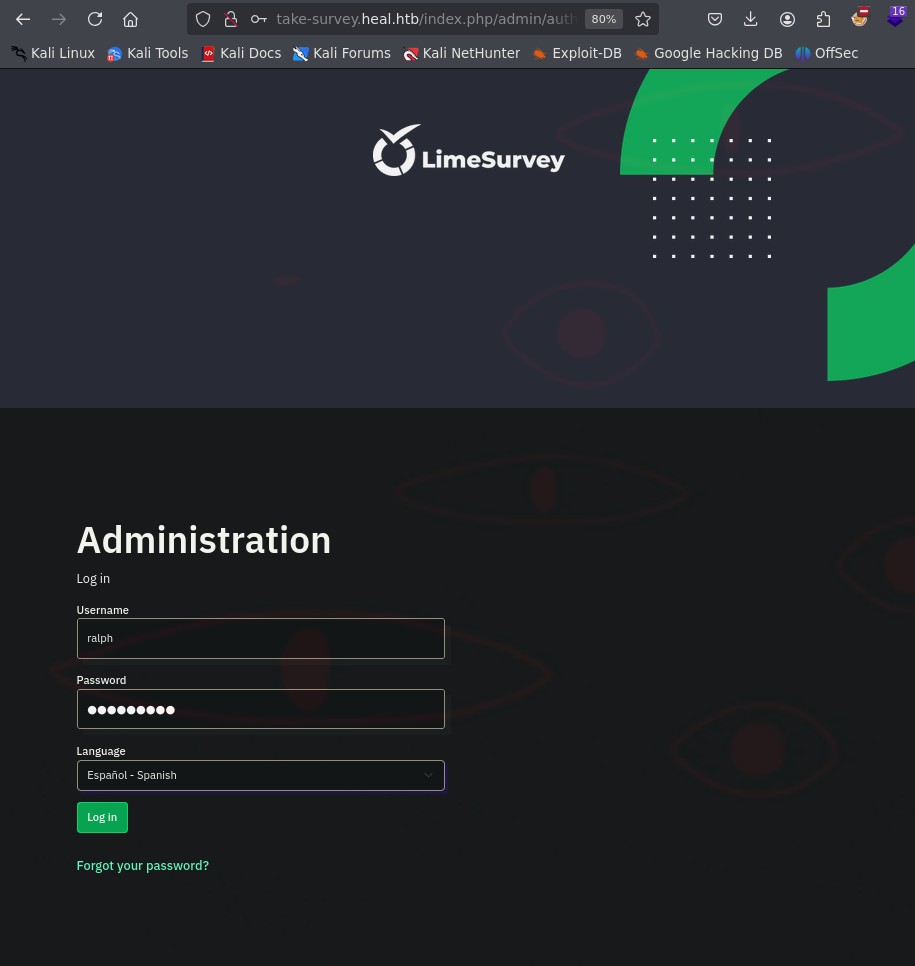 take-survey.heal.htb/index.php/admin/auth
80%
16
Kali Linux
Kali Tools
Kali Docs
Kali Forums
Kali NetHunter
Exploit-DB
Google Hacking DB
OffSec
LimeSurvey
Administration
Log in
Username
ralph
Password
●●●●●●●●●
Language
Español - Spanish
Log in
Forgot your password?